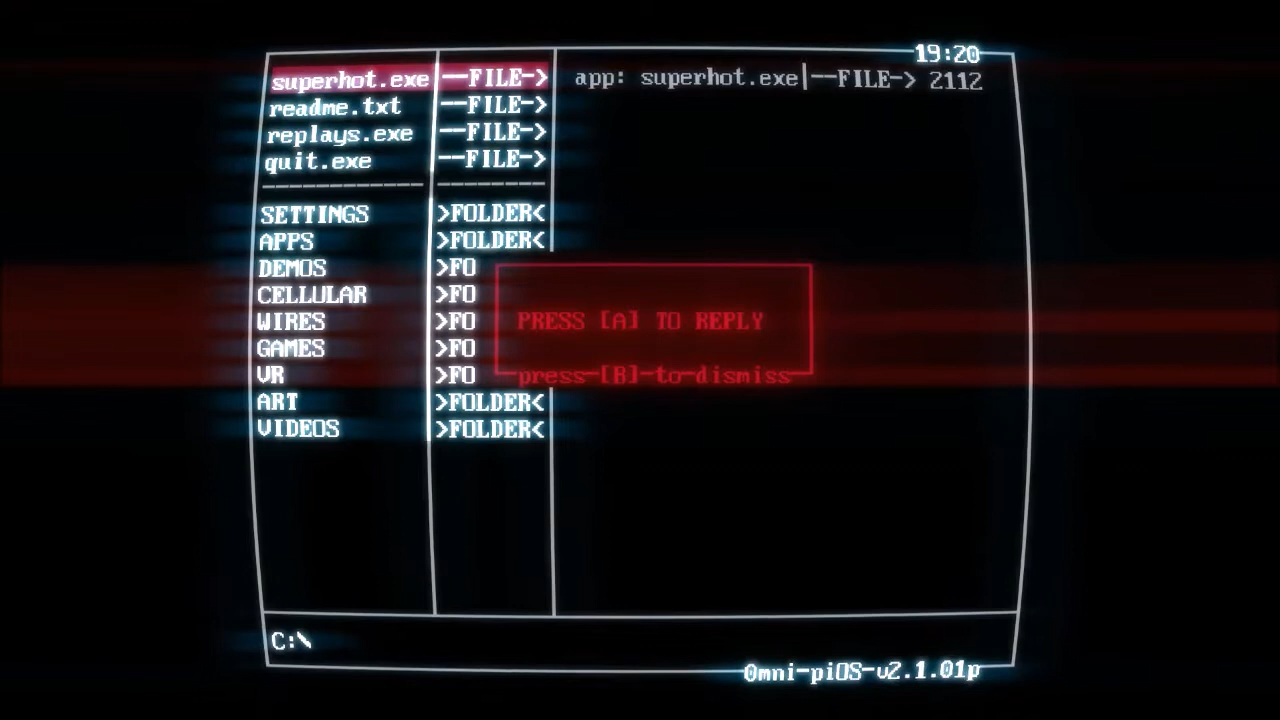 19:20
superhot.exe --FILE-> app: superhot.exe|--FILE-> 2112
readme.txt --FILE->
replays.exe --FILE->
quit.exe --FILE->
SETTINGS >FOLDER<
APPS >FOLDER<
DEMOS >FO
CELLULAR >FO
WIRES >FO
GAMES >FO
VR >FO
ART >FOLDER<
VIDEOS >FOLDER<
PRESS [A] TO REPLY
press-[B]-to-dismiss
C:\
Omni-piOS-v2.1.01p